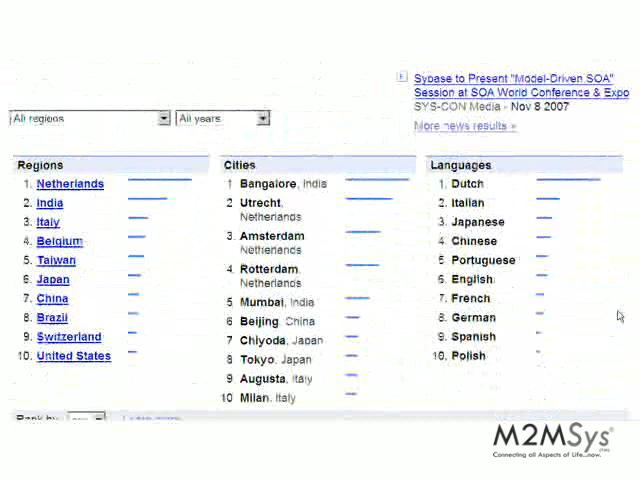 Sybase to Present "Model-Driven SOA"
Session at SOA World Conference & Expo
SYS-CON Media - Nov 8 2007
More news results »
All regions
All years
Regions
1. Netherlands
2. India
3. Italy
4. Belgium
5. Taiwan
6. Japan
7. China
8. Brazil
9. Switzerland
10. United States
Cities
1 Bangalore, India
2 Utrecht,
Netherlands
3. Amsterdam
Netherlands
4. Rotterdam,
Netherlands
5 Mumbai, India
6 Beijing, China
7 Chiyoda, Japan
8 Tokyo, Japan
9 Augusta, Italy
10 Milan, Italy
Languages
1. Dutch
2. Italian
3. Japanese
4. Chinese
5 Portuguese
6. English
7. French
8. German
9. Spanish
10. Polish
Rank by
M2MSys
Connecting all Aspects of Life...now.